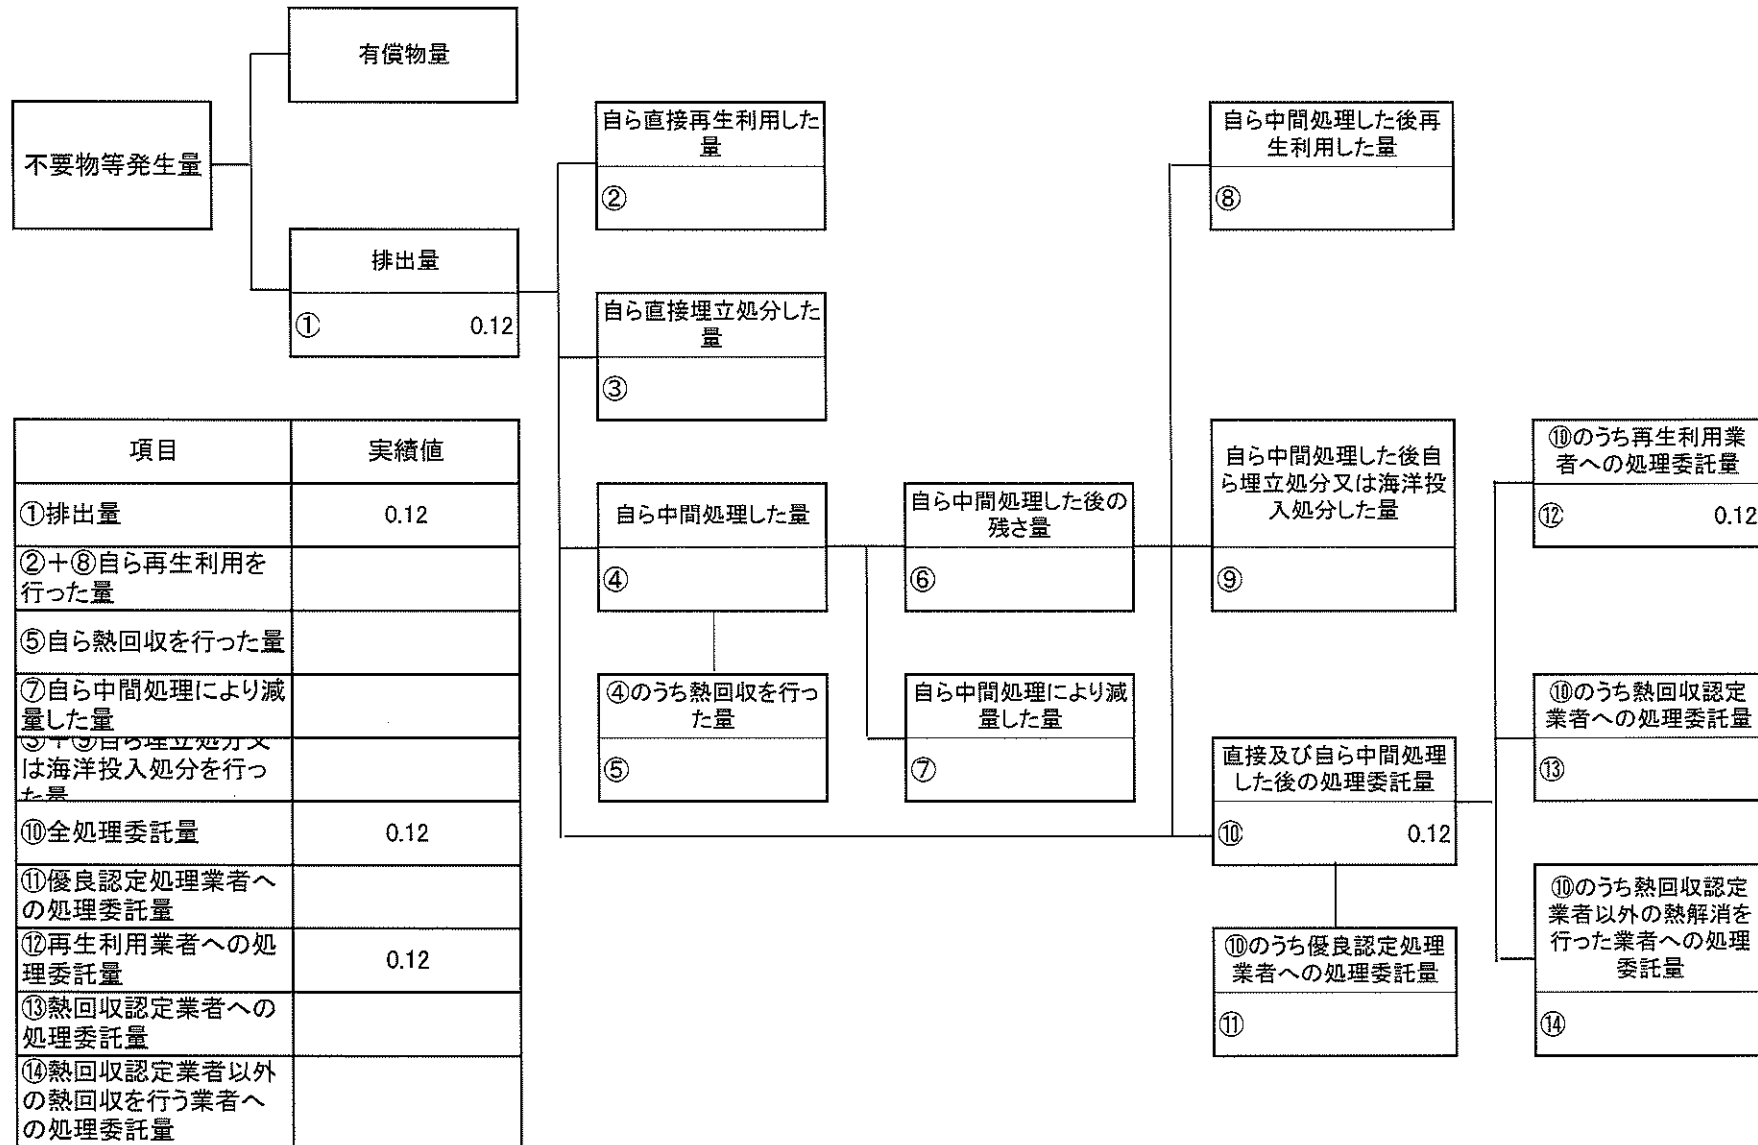 有償物量
不要物等発生量
排出量
① 0.12
自ら直接再生利用した
量
②
自ら直接埋立処分した
量
③
自ら中間処理した量
④
④のうち熱回収を行っ
た量
⑤
自ら中間処理した後の
残さ量
⑥
自ら中間処理により減
量した量
⑦
自ら中間処理した後再
生利用した量
⑧
自ら中間処理した後自
ら埋立処分又は海洋投
入処分した量
⑨
直接及び自ら中間処理
した後の処理委託量
⑩ 0.12
⑩のうち優良認定処理
業者への処理委託量
⑪
⑩のうち再生利用業
者への処理委託量
⑫ 0.12
⑩のうち熱回収認定
業者への処理委託量
⑬
⑩のうち熱回収認定
業者以外の熱解消を
行った業者への処理
委託量
⑭
項目 実績値
①排出量 0.12
②+⑧自ら再生利用を
行った量
⑤自ら熱回収を行った量
⑦自ら中間処理により減
量した量
③+⑨自ら埋立処分又
は海洋投入処分を行っ
た量
⑩全処理委託量 0.12
⑪優良認定処理業者へ
の処理委託量
⑫再生利用業者への処
理委託量 0.12
⑬熱回収認定業者への
処理委託量
⑭熱回収認定業者以外
の熱回収を行う業者へ
の処理委託量